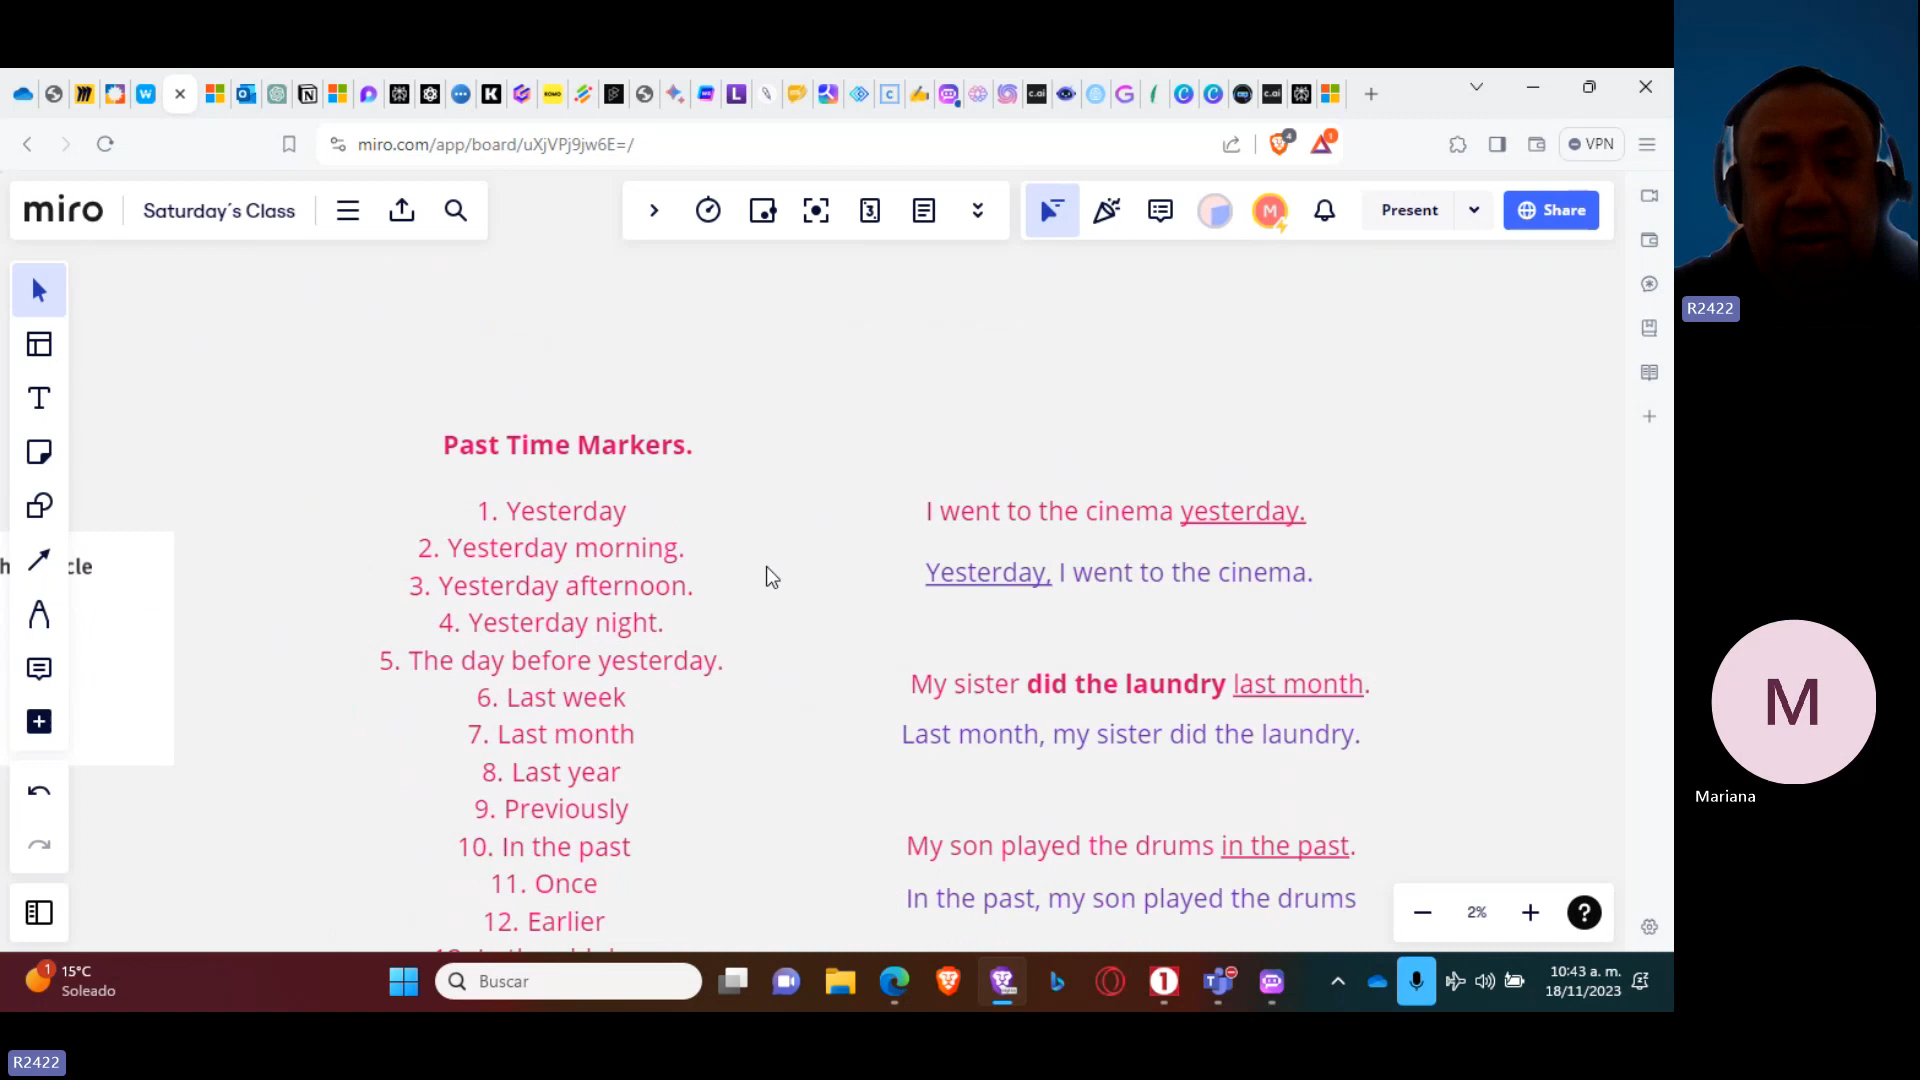 miro.com/app/board/uXjVPj9jw6E=/
VPN
miro
Saturday´s Class
Present
Share
R2422
Past Time Markers.
1. Yesterday
2. Yesterday morning.
3. Yesterday afternoon.
4. Yesterday night.
5. The day before yesterday.
6. Last week
7. Last month
8. Last year
9. Previously
10. In the past
11. Once
12. Earlier
I went to the cinema yesterday.
Yesterday, I went to the cinema.
My sister did the laundry last month.
Last month, my sister did the laundry.
My son played the drums in the past.
In the past, my son played the drums
cle
2%
M
Mariana
15°C
Soleado
Buscar
10:43 a. m.
18/11/2023
R2422